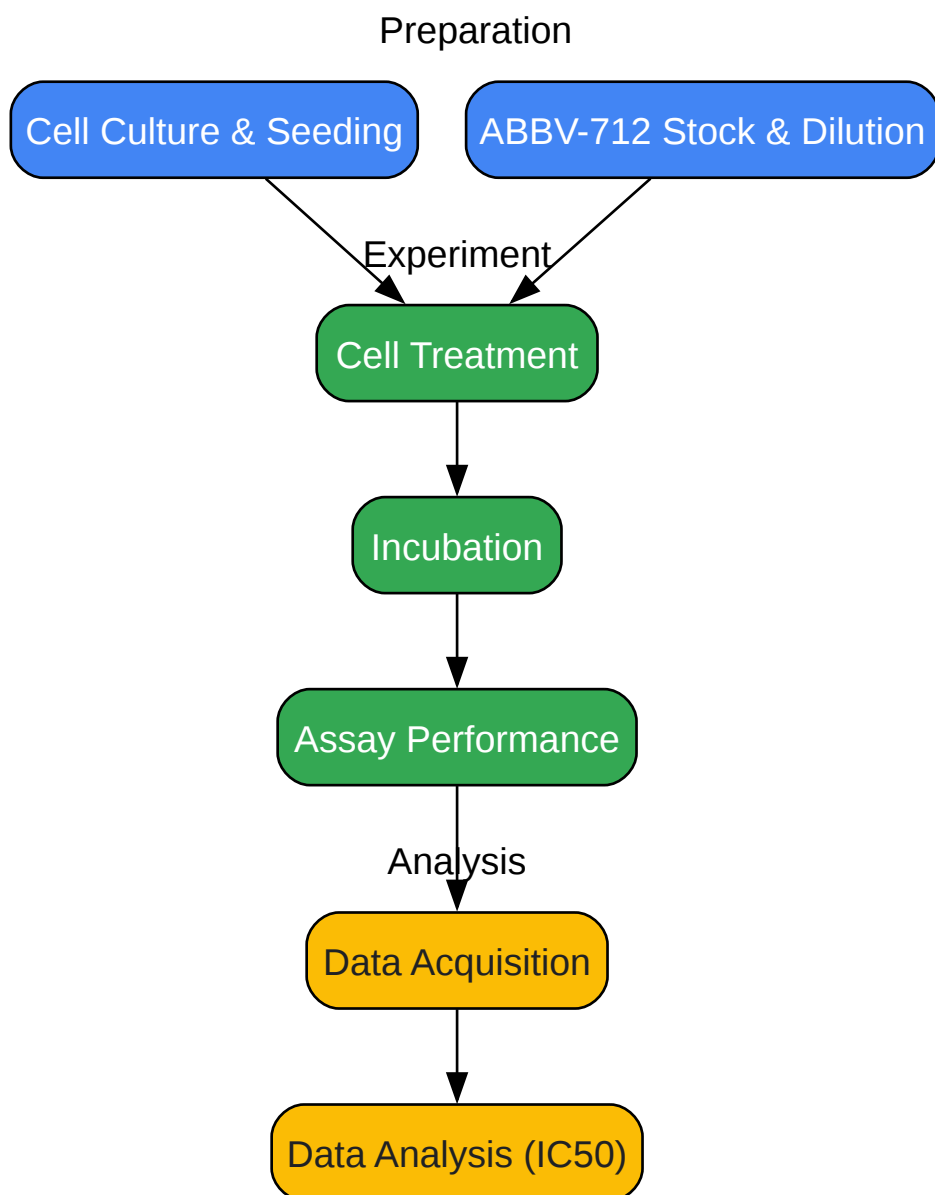 Preparation
Cell Culture & Seeding
ABBV-712 Stock & Dilution
Experiment
Cell Treatment
Incubation
Assay Performance
Analysis
Data Acquisition
Data Analysis (IC50)